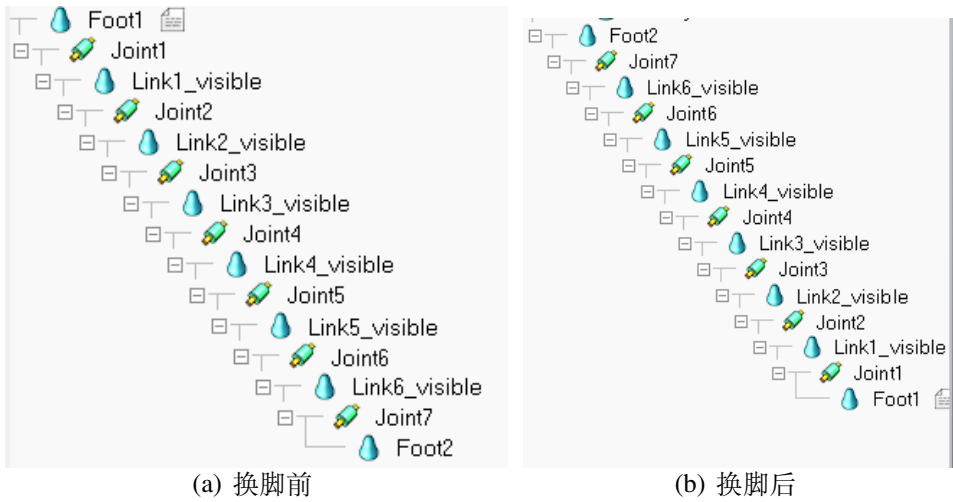 Foot1
Joint1
Link1_visible
Joint2
Link2_visible
Joint3
Link3_visible
Joint4
Link4_visible
Joint5
Link5_visible
Joint6
Link6_visible
Joint7
Foot2
(a) 换脚前
Foot2
Joint7
Link6_visible
Joint6
Link5_visible
Joint5
Link4_visible
Joint4
Link3_visible
Joint3
Link2_visible
Joint2
Link1_visible
Joint1
Foot1
(b) 换脚后